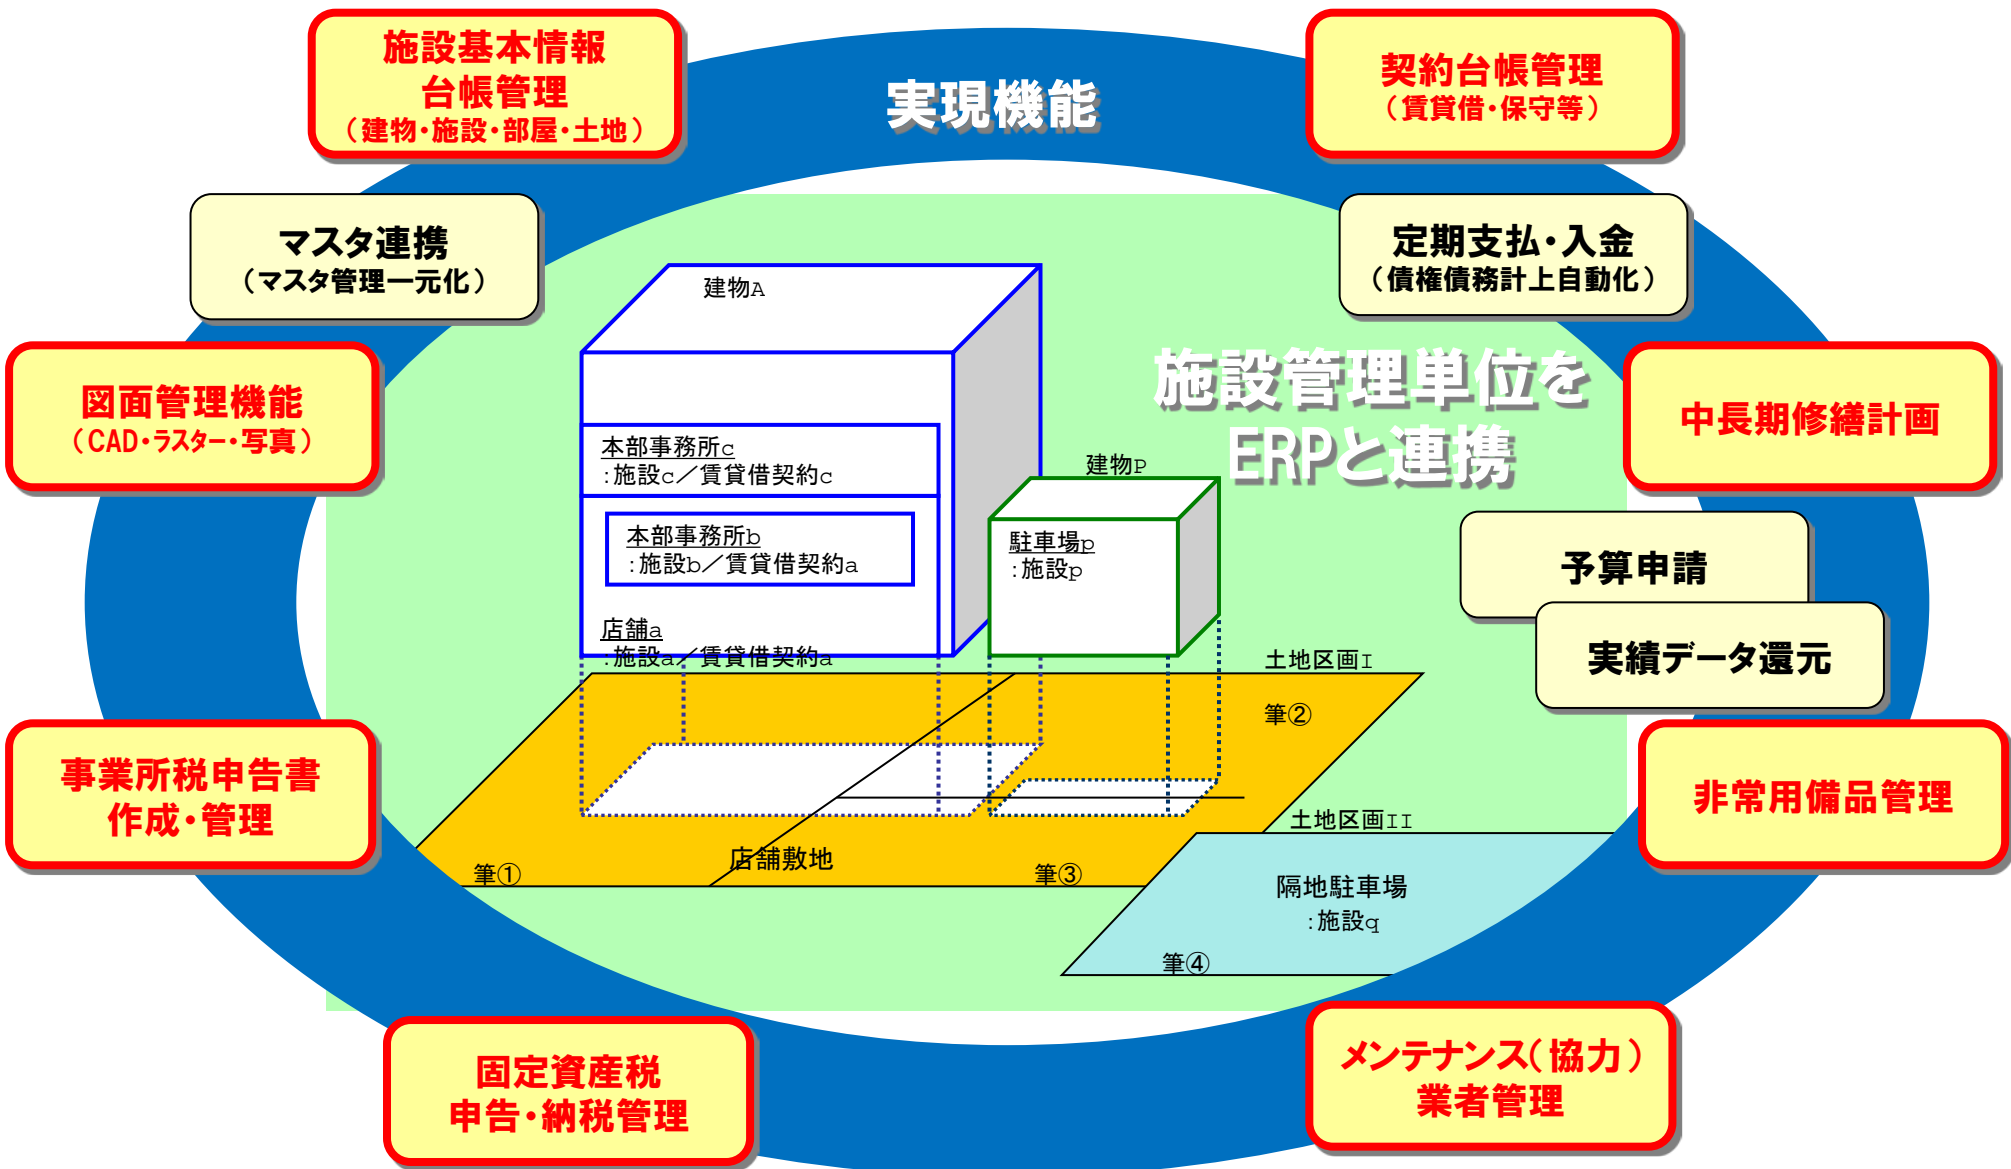 施設基本情報
台帳管理
（建物・施設・部屋・土地）
実現機能
契約台帳管理
（賃貸借・保守等）
マスタ連携
（マスタ管理一元化）
定期支払・入金
（債権債務計上自動化）
図面管理機能
（CAD・ラスター・写真）
施設管理単位を
ERPと連携
中長期修繕計画
建物A
本部事務所c
:施設c／賃貸借契約c
本部事務所b
:施設b／賃貸借契約a
店舗a
:施設a／賃貸借契約a
建物P
駐車場p
:施設p
予算申請
実績データ還元
土地区画I
筆②
事業所税申告書
作成・管理
非常用備品管理
土地区画II
店舗敷地
筆①
筆③
隔地駐車場
:施設q
筆④
固定資産税
申告・納税管理
メンテナンス（協力）
業者管理